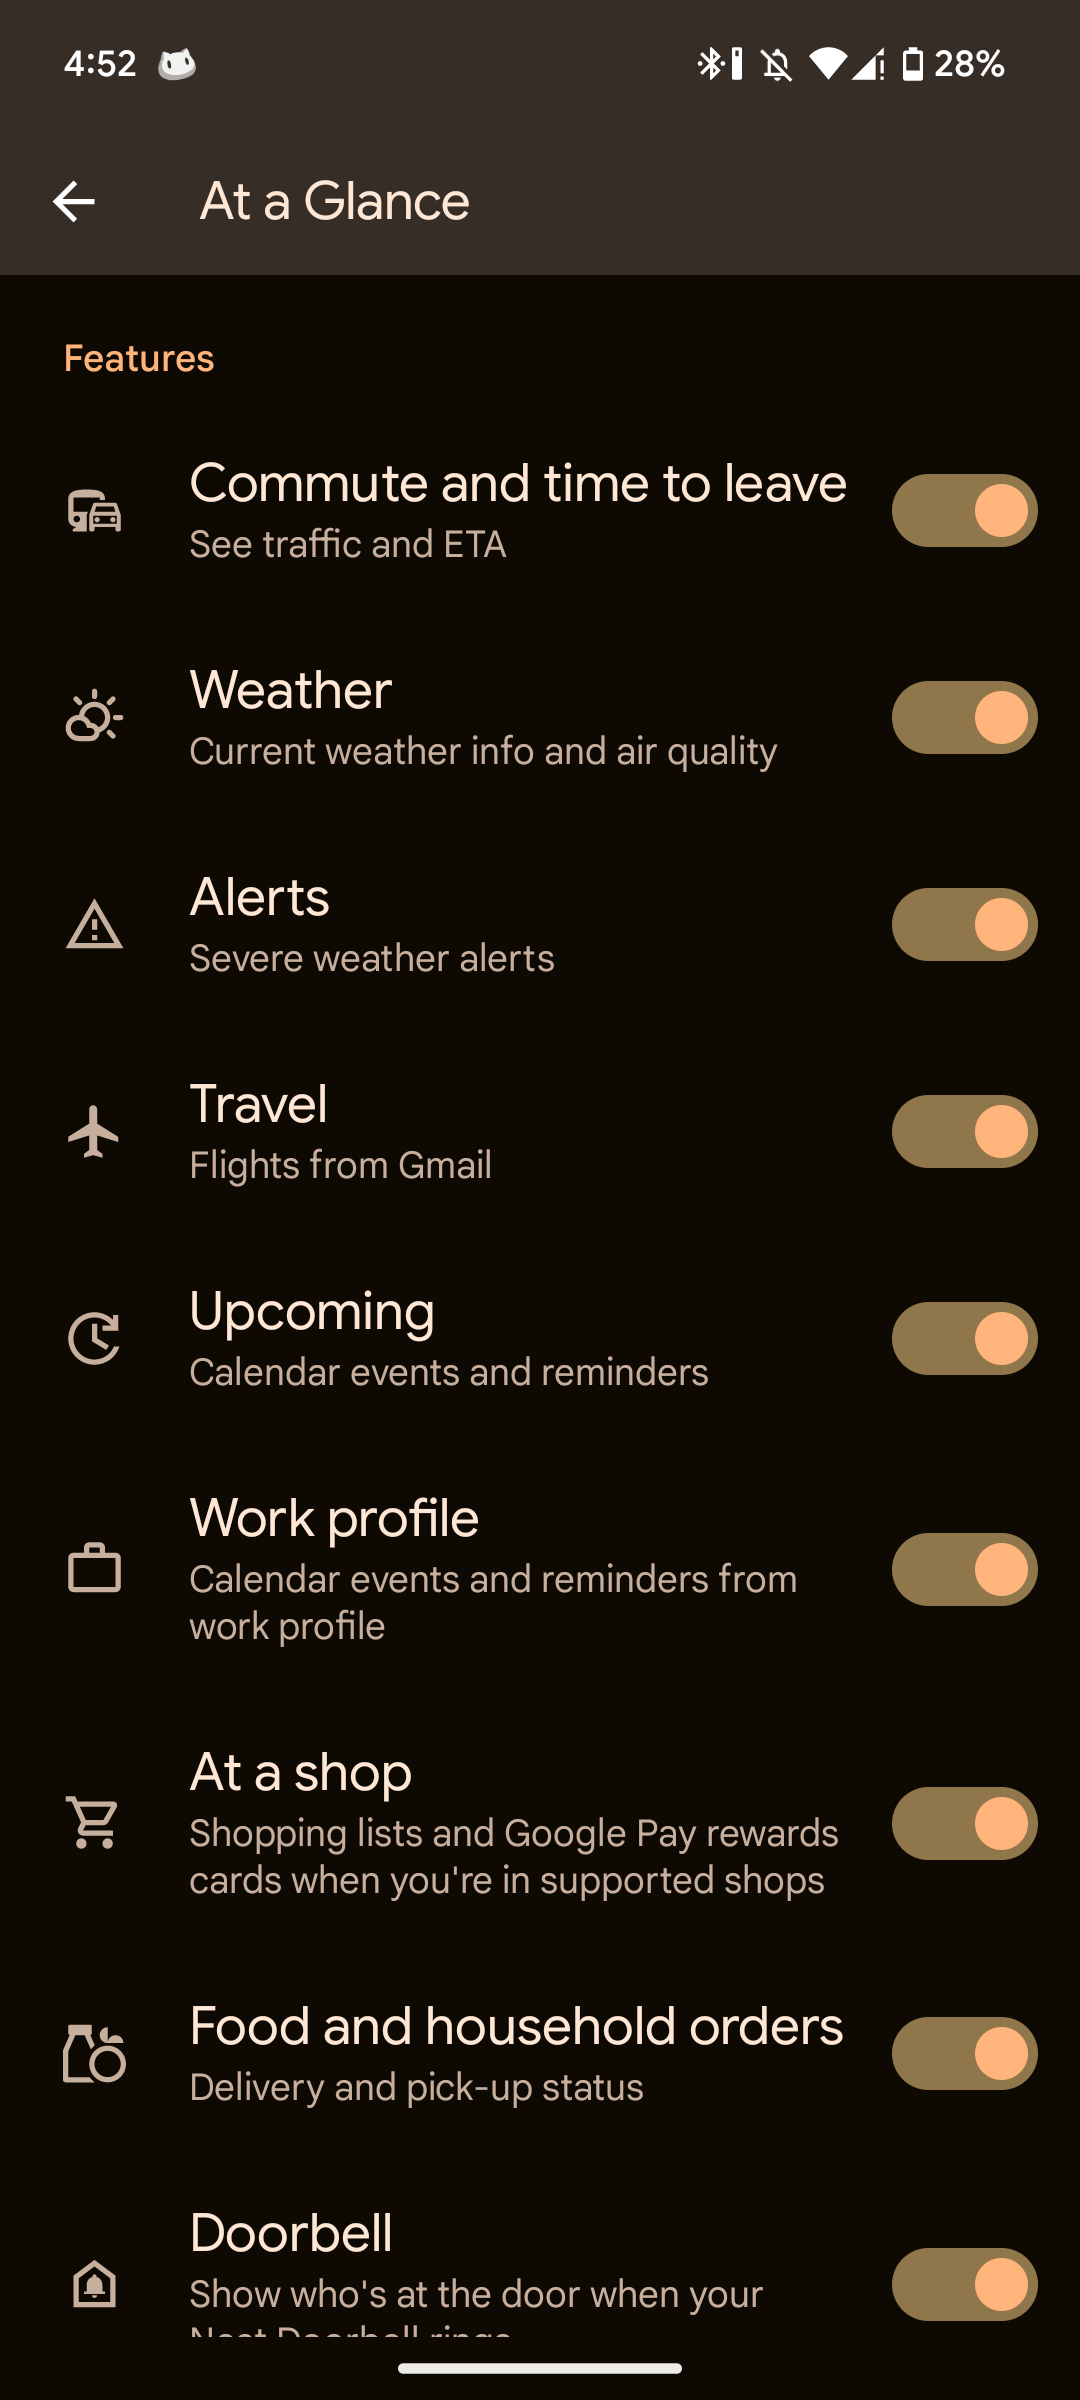 4:52
28%
At a Glance
Features
Commute and time to leave
See traffic and ETA
Weather
Current weather info and air quality
Alerts
Severe weather alerts
Travel
Flights from Gmail
Upcoming
Calendar events and reminders
Work profile
Calendar events and reminders from
work profile
At a shop
Shopping lists and Google Pay rewards
cards when you're in supported shops
Food and household orders
Delivery and pick-up status
Doorbell
Show who's at the door when your
Nest Doorbell rings